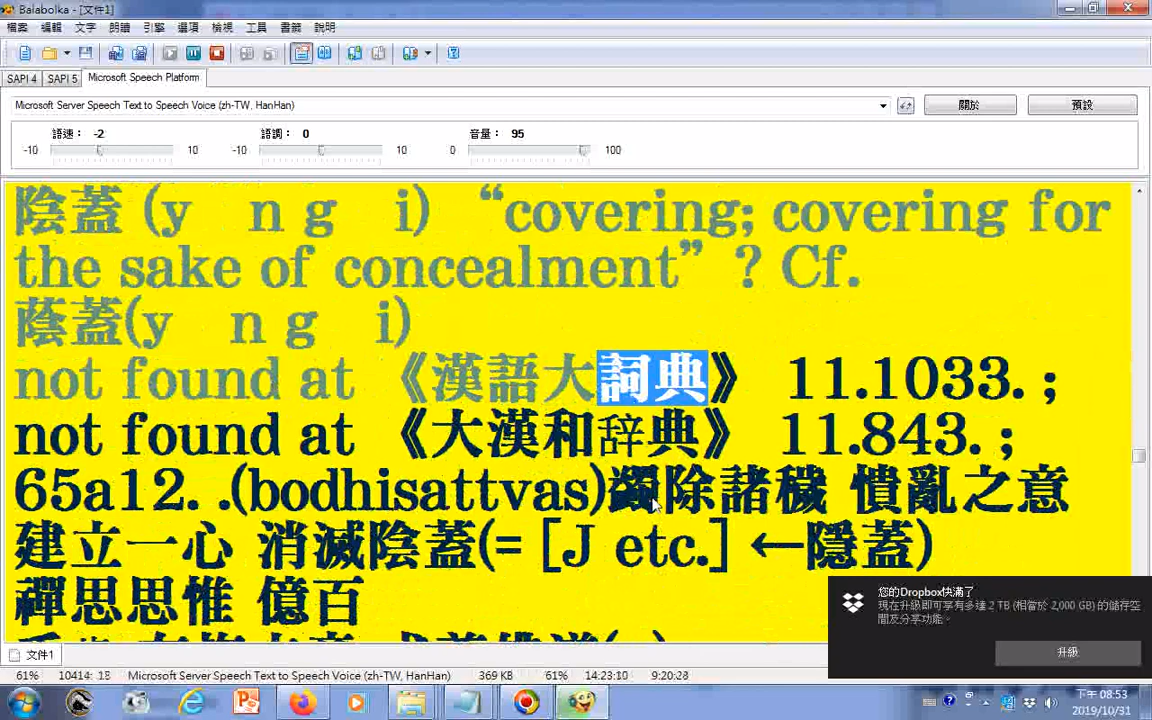 Balabolka - [文件1]
檔案 編輯 文字 朗讀 引擎 選項 檢視 工具 書籤 說明
SAPI 4 SAPI 5 Microsoft Speech Platform
Microsoft Server Speech Text to Speech Voice (zh-TW, HanHan) 關於 預設
語速： -2 語調： 0 音量： 95
-10 10 -10 10 0 100
陰蓋 (y n g i) “covering; covering for
the sake of concealment” ? Cf.
蔭蓋(y n g i)
not found at 《漢語大詞典》 11.1033. ;
not found at 《大漢和辞典》 11.843. ;
65a12. .(bodhisattvas)蠲除諸穢 憒亂之意
建立一心 消滅陰蓋(= [J etc.] ←隱蓋)
禪思思惟 億百
您的Dropbox快滿了
現在升級即可享有多達 2 TB (相當於 2,000 GB) 的儲存空
間及分享功能。
升級
文件1
61% 10414: 13 Microsoft Server Speech Text to Speech Voice (zh-TW, HanHan) 369 KB 61% 14:23:10 9:20:28
下午 08:53
2019/10/31